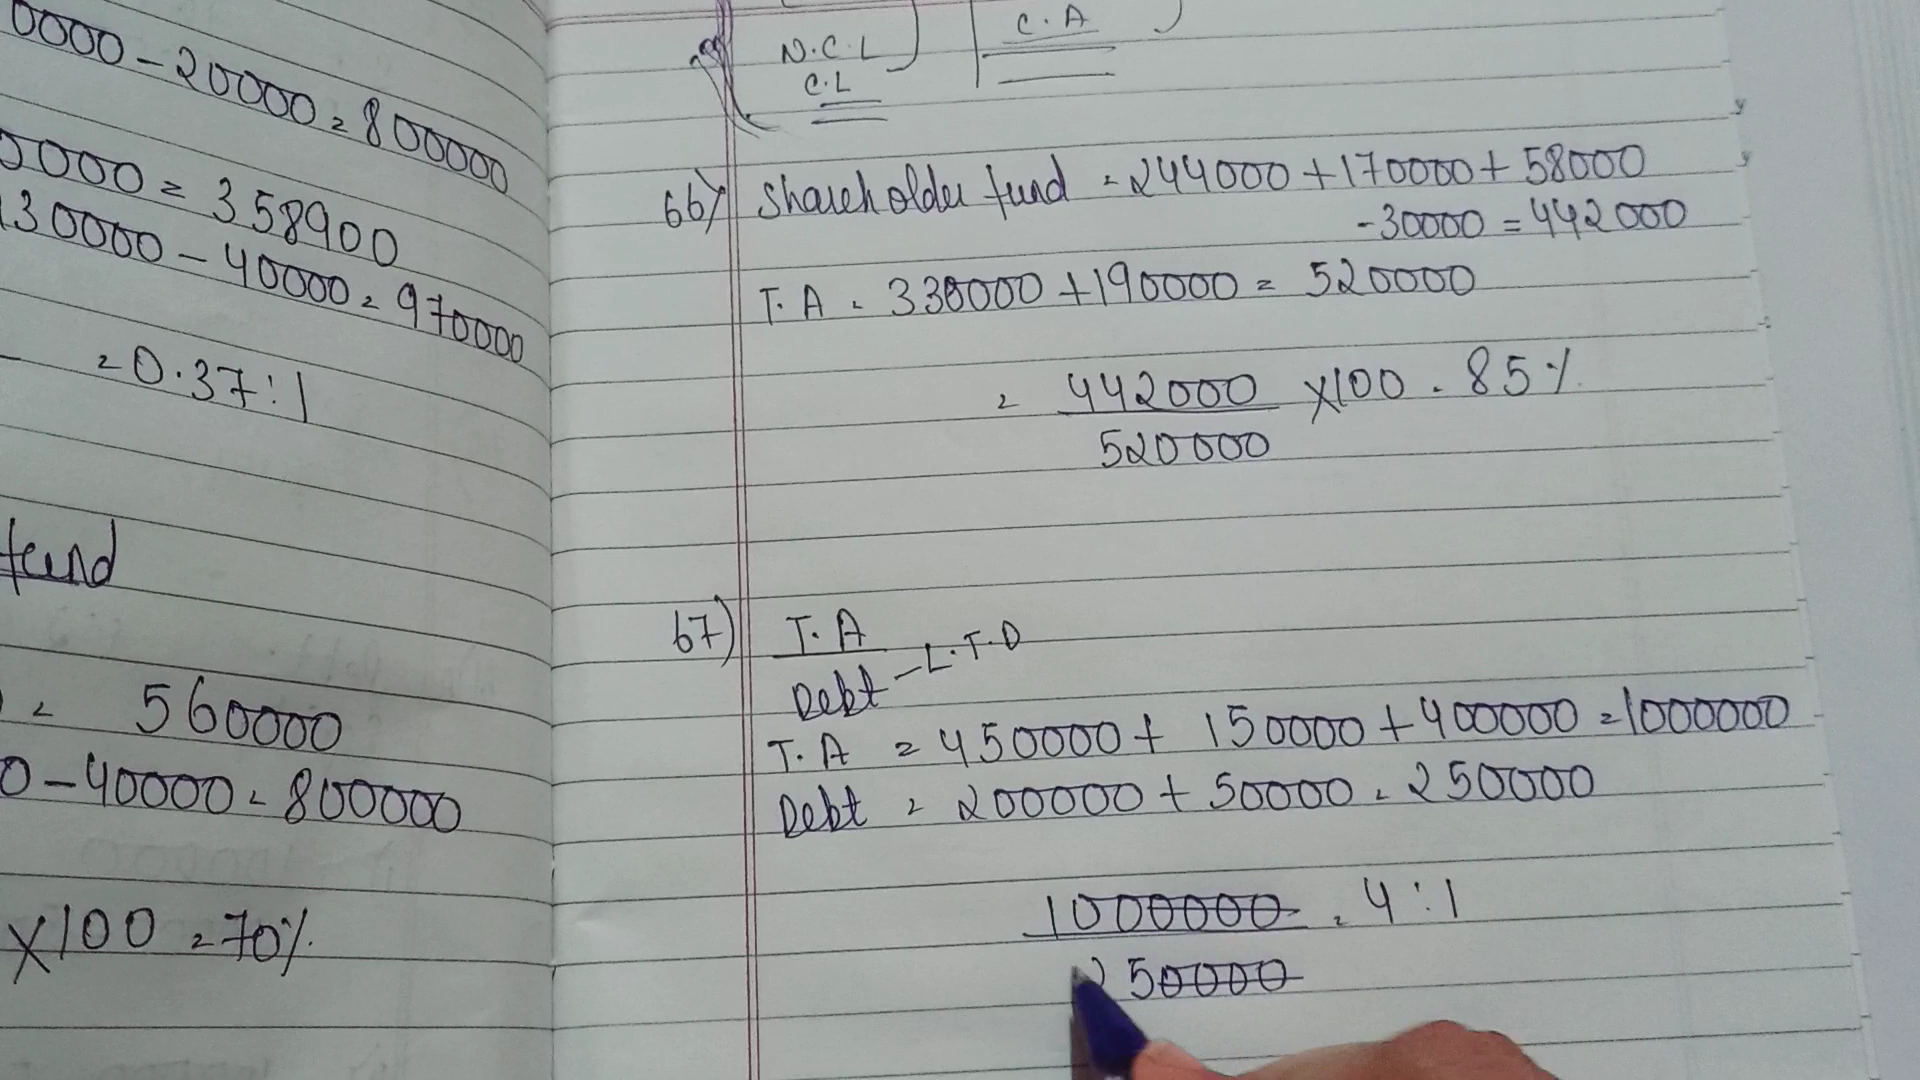 0000 - 20000 = 800000
0000 = 358900
130000 - 40000 = 970000
= 0.37:1
fund
= 560000
0 - 40000 = 800000
X100 = 70%
N.C.L
C.L
C.A
66) Shareholder fund = 244000 + 170000 + 58000
-30000 = 442000
T.A = 330000 + 190000 = 520000
= 442000 X100 = 85%
520000
67) T.A
Debt - L.T.D
T.A = 450000 + 150000 + 400000 = 1000000
Debt = 200000 + 50000 = 250000
1000000 = 4:1
250000